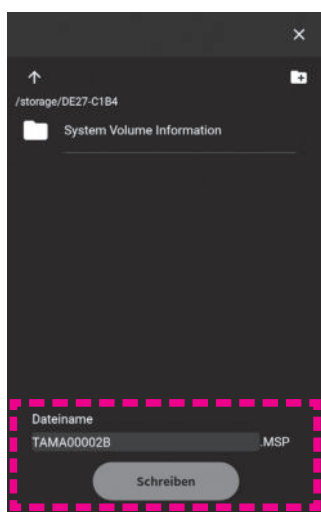 /storage/DE27-C1B4
System Volume Information
Dateiname
TAMA00002B .MSP
Schreiben